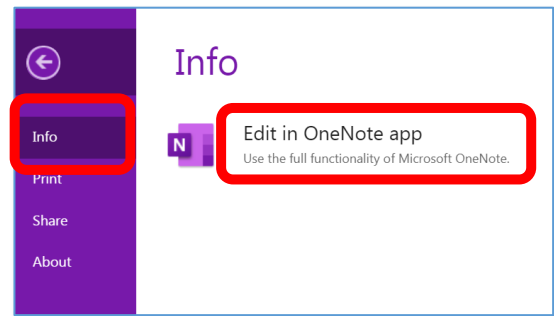 Info
Info
Print
Share
About
N
Edit in OneNote app
Use the full functionality of Microsoft OneNote.